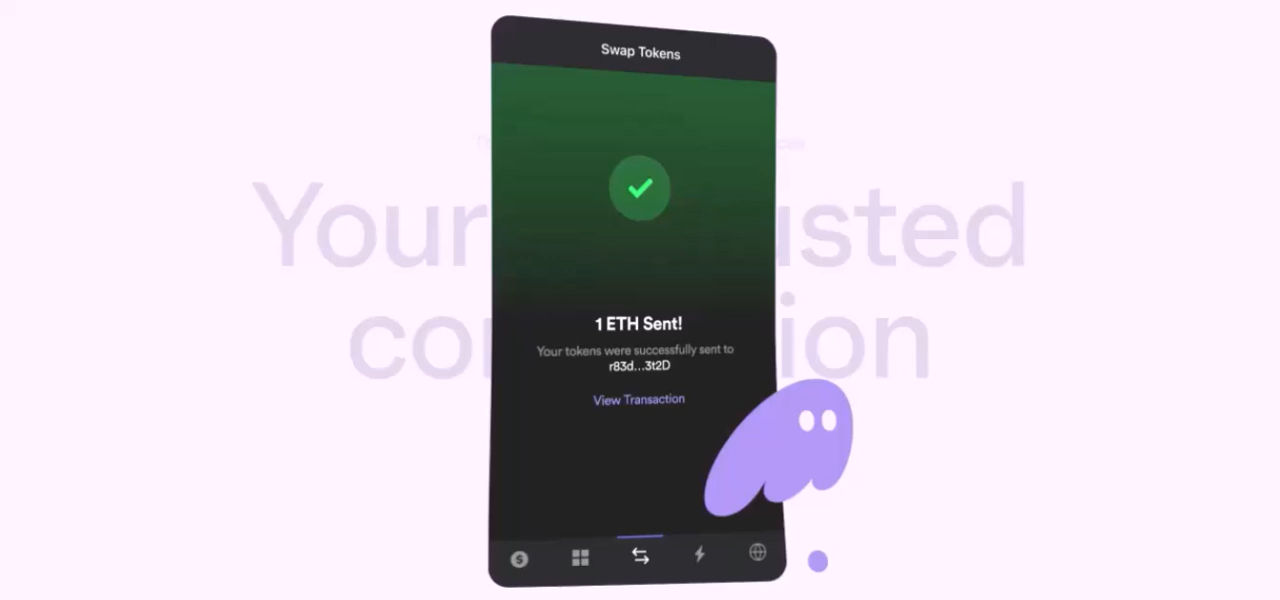 Swap Tokens
Your usted
co ion
1 ETH Sent!
Your tokens were successfully sent to
r83d...3t2D
View Transaction